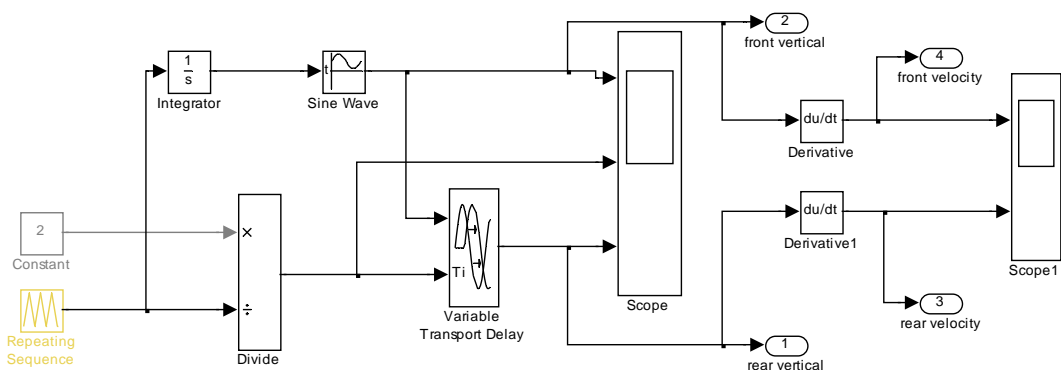 2
front vertical
4
front velocity
1
s
Integrator
t
Sine Wave
Scope
du/dt
Derivative
2
Constant
×
÷
Divide
Ti
Variable
Transport Delay
du/dt
Derivative1
Scope1
Repeating
Sequence
3
rear velocity
1
rear vertical